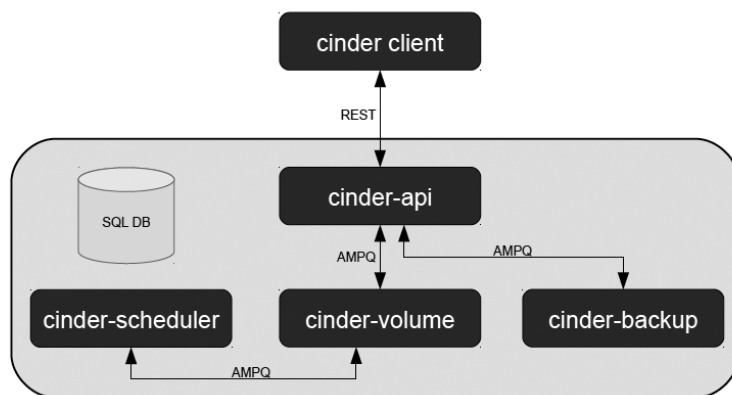 cinder client
REST
cinder-api
SQL DB
AMPQ
AMPQ
cinder-scheduler
cinder-volume
cinder-backup
AMPQ